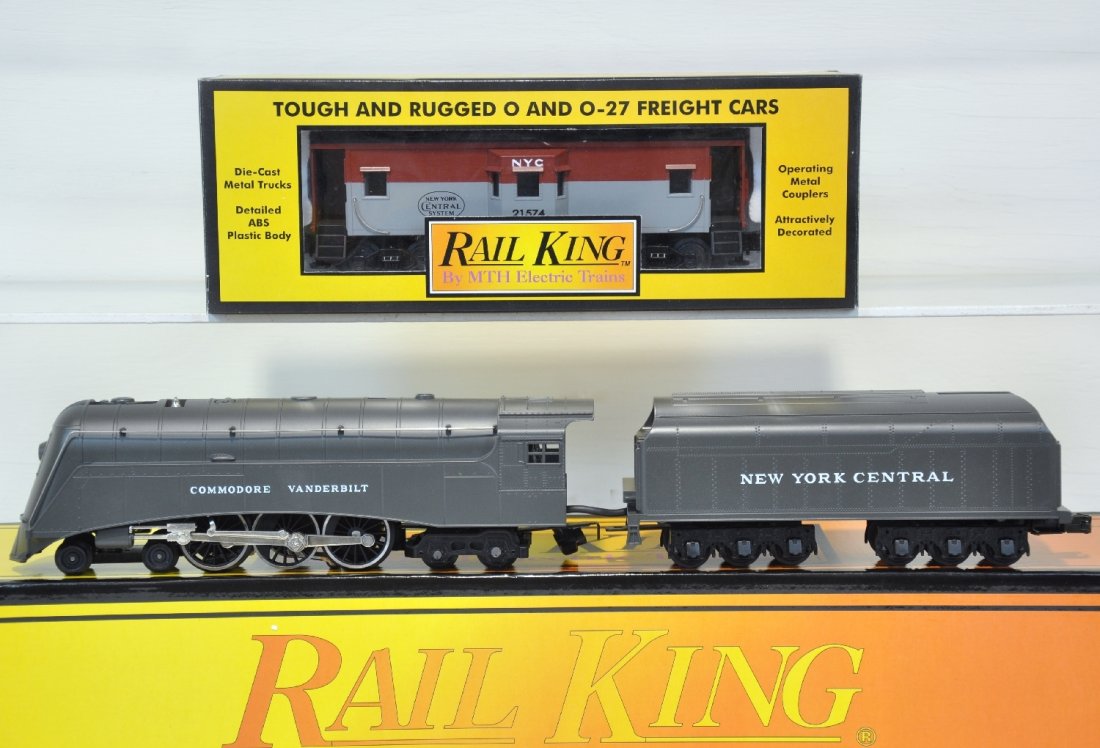 TOUGH AND RUGGED O AND O-27 FREIGHT CARS
Die-Cast
Metal Trucks
Detailed
ABS
Plastic Body
NYC
NEW YORK
CENTRAL
SYSTEM
21574
Operating
Metal
Couplers
Attractively
Decorated
RAIL KING TM
By MTH Electric Trains
COMMODORE VANDERBILT
NEW YORK CENTRAL
RAIL KING ®